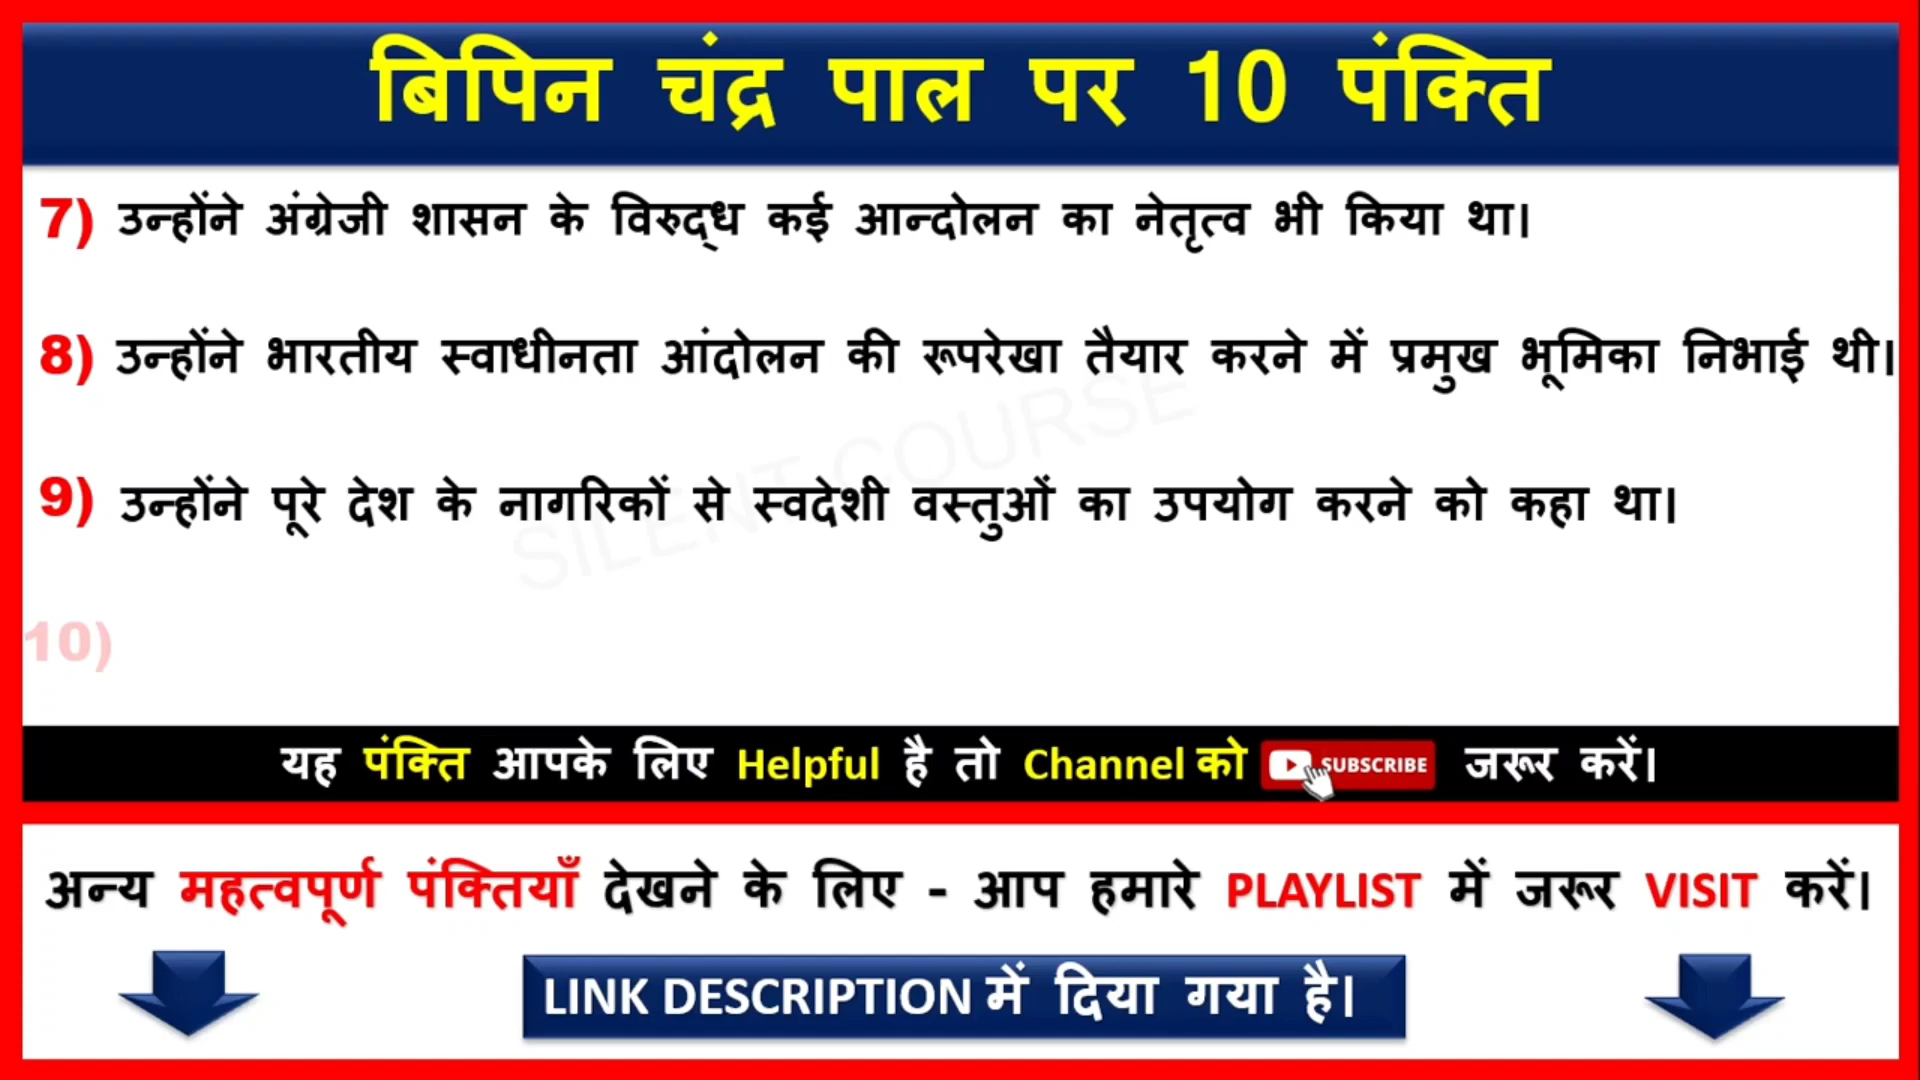 बिपिन चंद्र पाल पर 10 पंक्ति
7) उन्होंने अंग्रेजी शासन के विरुद्ध कई आन्दोलन का नेतृत्व भी किया था।
8) उन्होंने भारतीय स्वाधीनता आंदोलन की रूपरेखा तैयार करने में प्रमुख भूमिका निभाई थी।
SILENT COURSE
9) उन्होंने पूरे देश के नागरिकों से स्वदेशी वस्तुओं का उपयोग करने को कहा था।
10)
यह पंक्ति आपके लिए Helpful है तो Channel को SUBSCRIBE जरूर करें।
अन्य महत्वपूर्ण पंक्तियाँ देखने के लिए - आप हमारे PLAYLIST में जरूर VISIT करें।
LINK DESCRIPTION में दिया गया है।